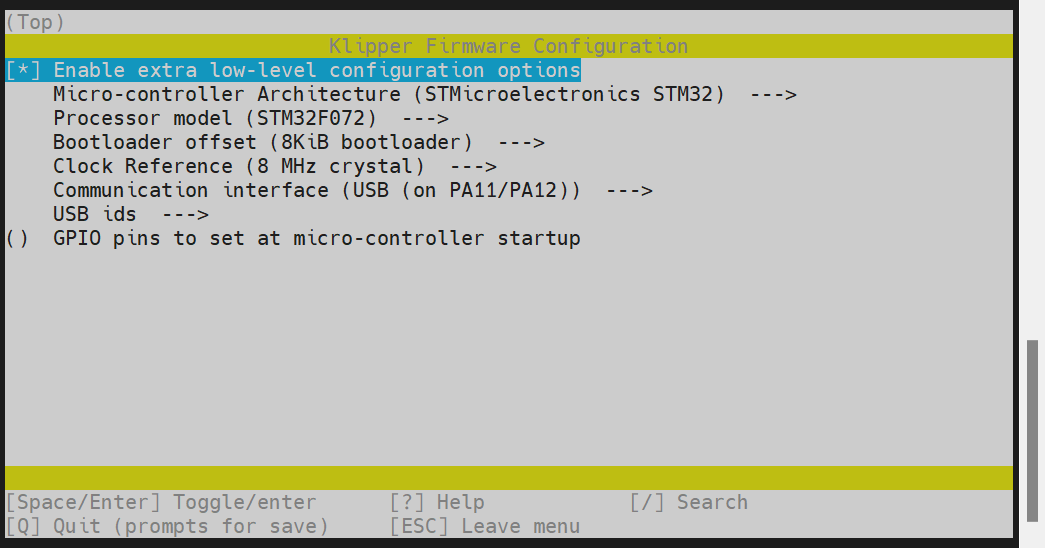 (Top)
Klipper Firmware Configuration
[*] Enable extra low-level configuration options
Micro-controller Architecture (STMicroelectronics STM32)  --->
Processor model (STM32F072)  --->
Bootloader offset (8KiB bootloader)  --->
Clock Reference (8 MHz crystal)  --->
Communication interface (USB (on PA11/PA12))  --->
USB ids  --->
()  GPIO pins to set at micro-controller startup
[Space/Enter] Toggle/enter [?] Help [/] Search
[Q] Quit (prompts for save) [ESC] Leave menu